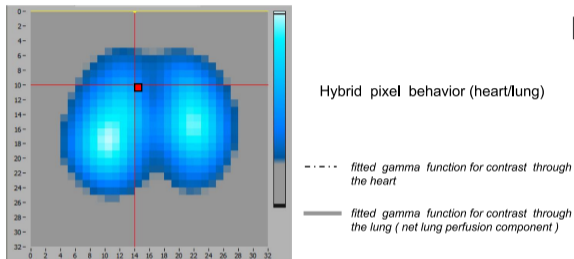 0-
2-
4-
6-
8-
10-
12-
14-
16-
18-
20-
22-
24-
26-
28-
30-
32-
0 2 4 6 8 10 12 14 16 18 20 22 24 26 28 30 32
Hybrid pixel behavior (heart/lung)
fitted gamma function for contrast through
the heart
fitted gamma function for contrast through
the lung ( net lung perfusion component )